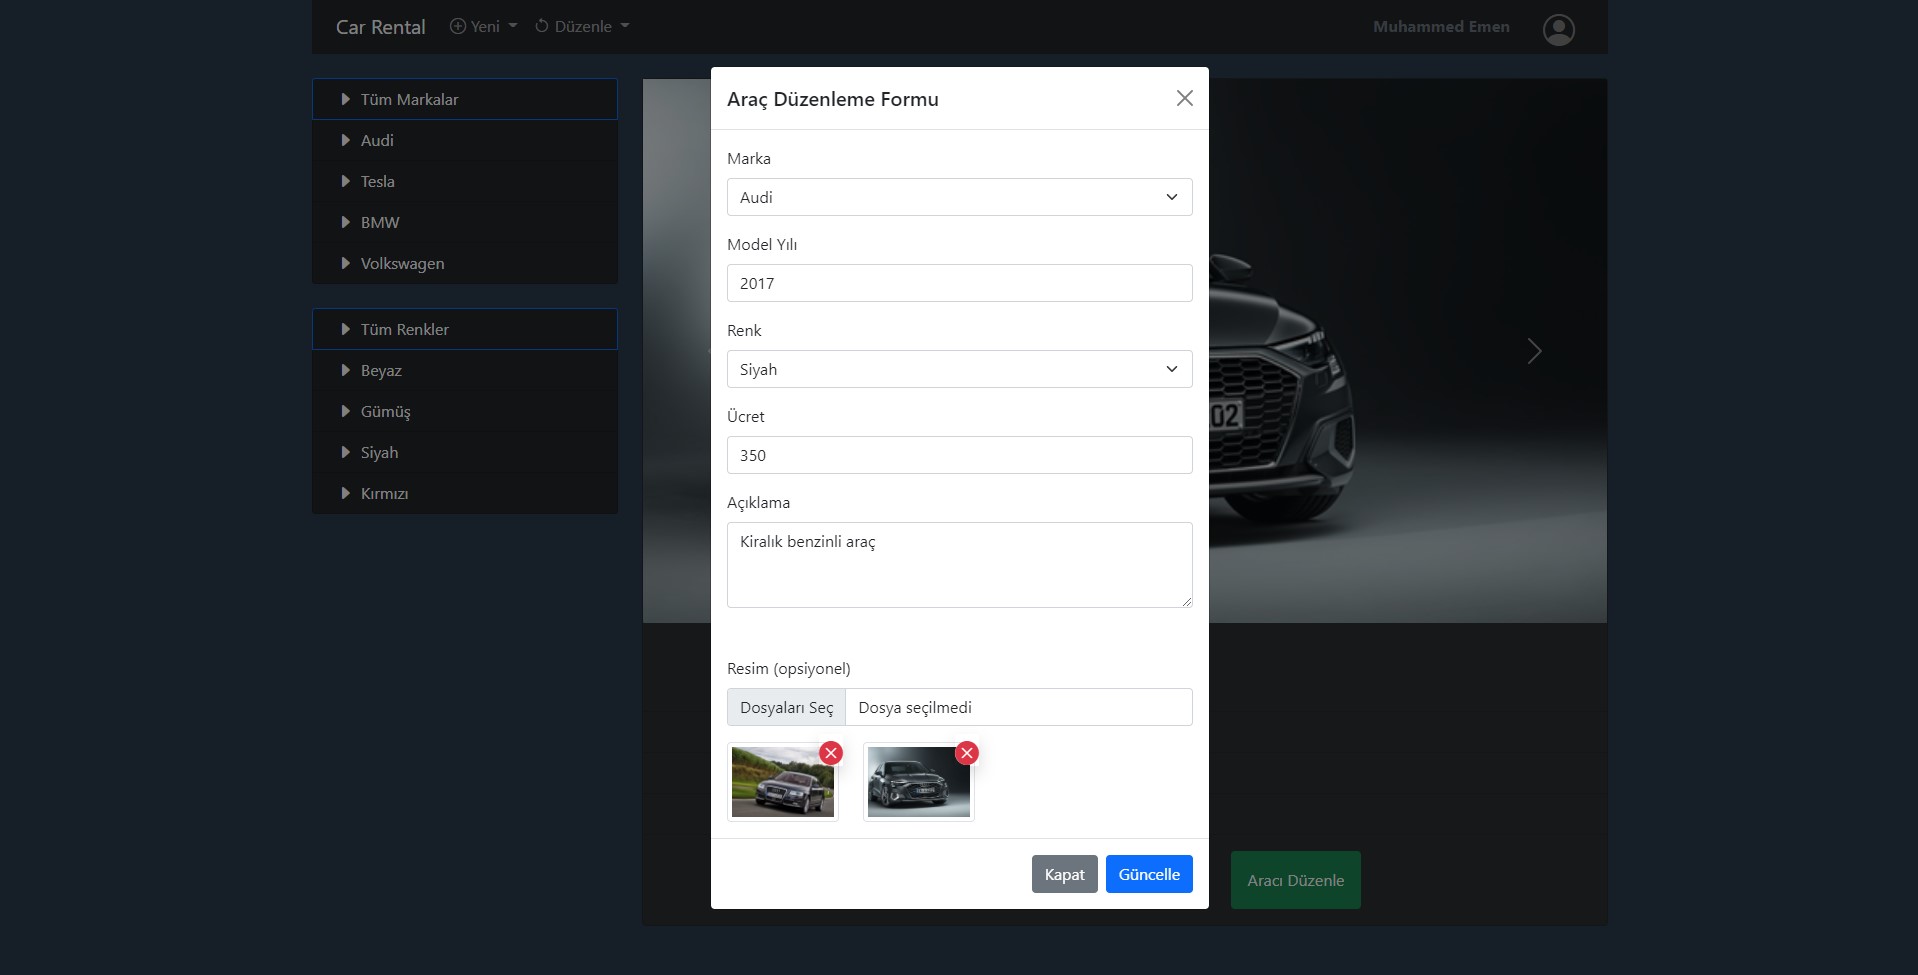 Car Rental
Yeni
Düzenle
Muhammed Emen
Tüm Markalar
Audi
Tesla
BMW
Volkswagen
Tüm Renkler
Beyaz
Gümüş
Siyah
Kırmızı
Araç Düzenleme Formu
Marka
Audi
Model Yılı
2017
Renk
Siyah
Ücret
350
Açıklama
Kiralık benzinli araç
Resim (opsiyonel)
Dosyaları Seç Dosya seçilmedi
Kapat
Güncelle
Aracı Düzenle
02